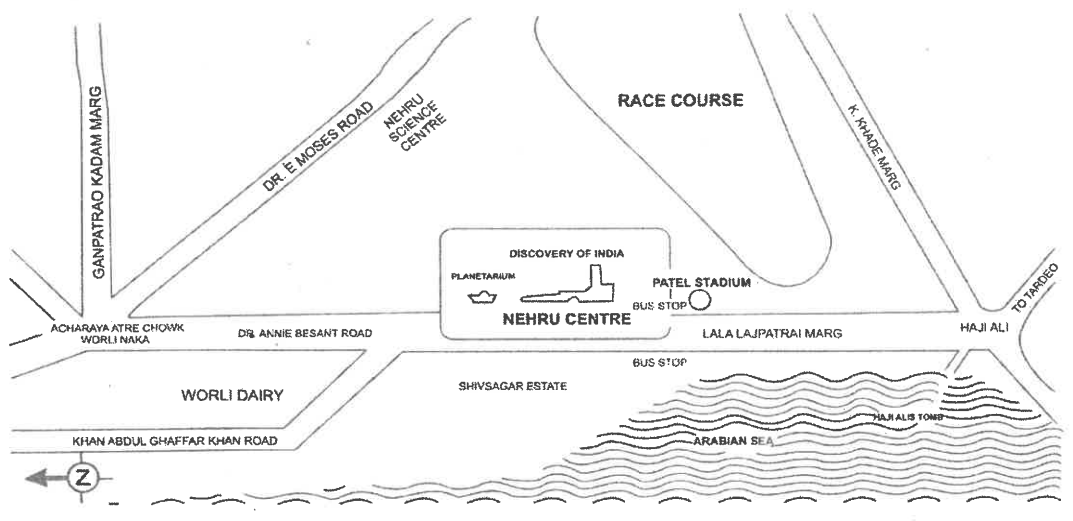 GANPATRAO KADAM MARG
DR. E MOSES ROAD
NEHRU
SCIENCE
CENTRE
RACE COURSE
K. KHADE MARG
DISCOVERY OF INDIA
PLANETARIUM
NEHRU CENTRE
PATEL STADIUM
BUS STOP
TO TARDEO
ACHARAYA ATRE CHOWK
WORLI NAKA
DR. ANNIE BESANT ROAD
LALA LAJPATRAI MARG
HAJI ALI
BUS STOP
WORLI DAIRY
SHIVSAGAR ESTATE
HAJI ALIS TOMB
KHAN ABDUL GHAFFAR KHAN ROAD
ARABIAN SEA
Z